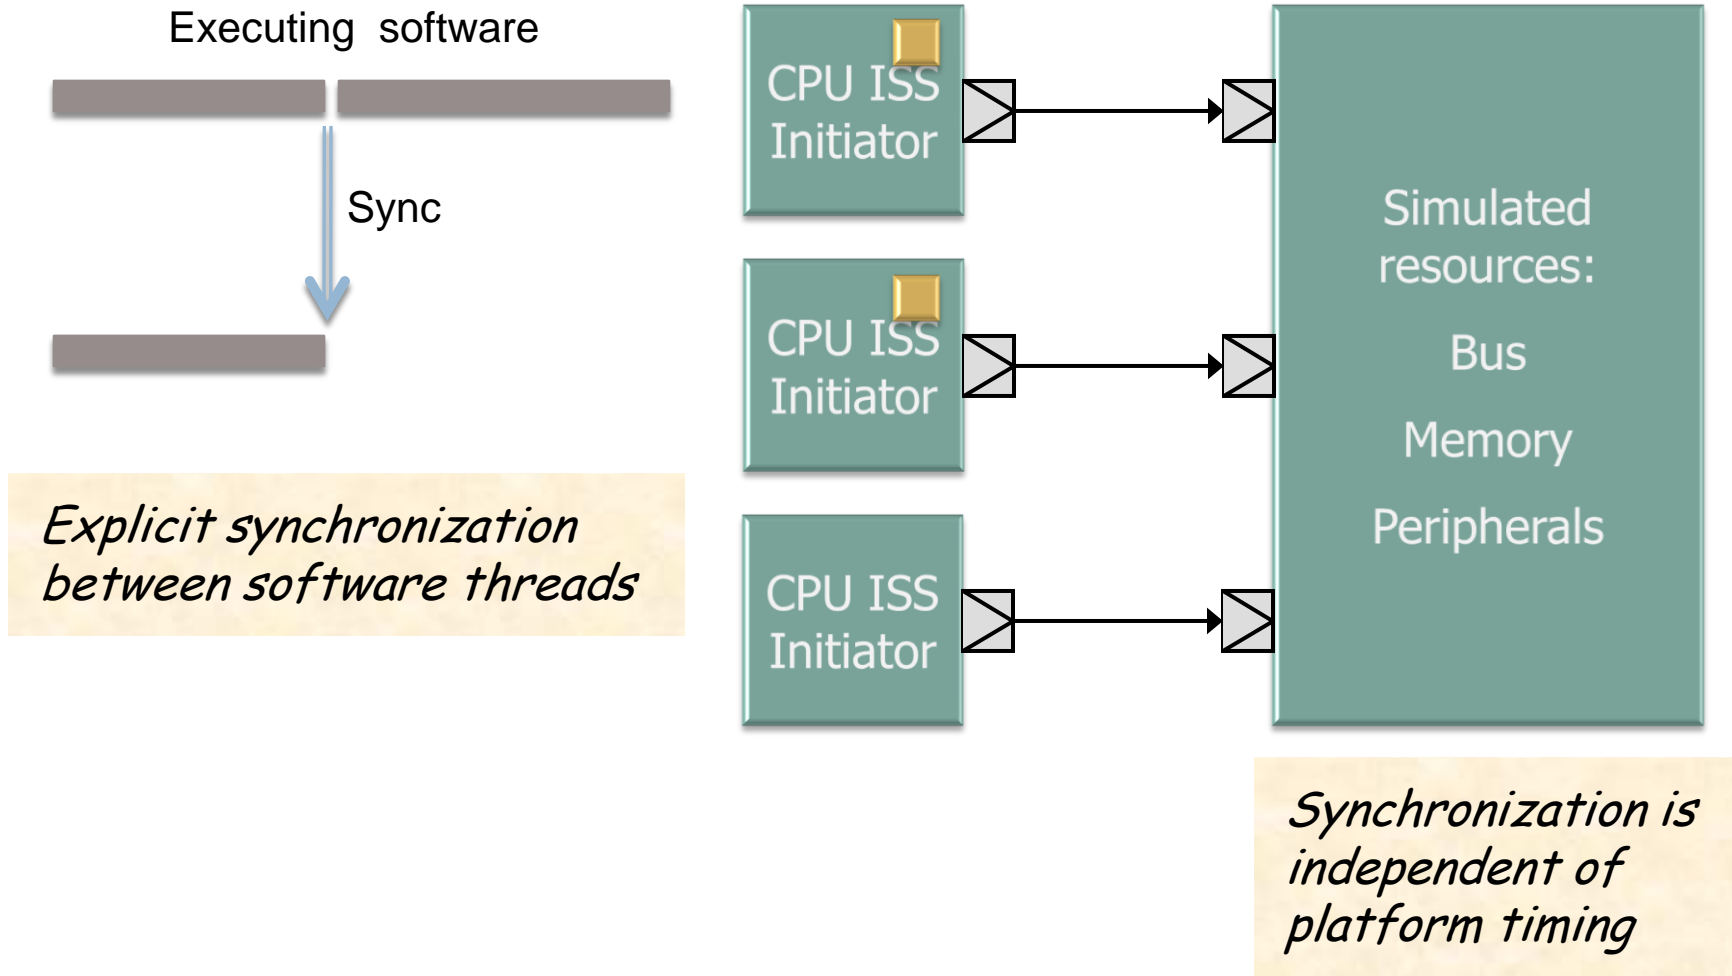 Executing software
Sync
Explicit synchronization
between software threads
CPU ISS
Initiator
CPU ISS
Initiator
CPU ISS
Initiator
Simulated
resources:
Bus
Memory
Peripherals
Synchronization is
independent of
platform timing